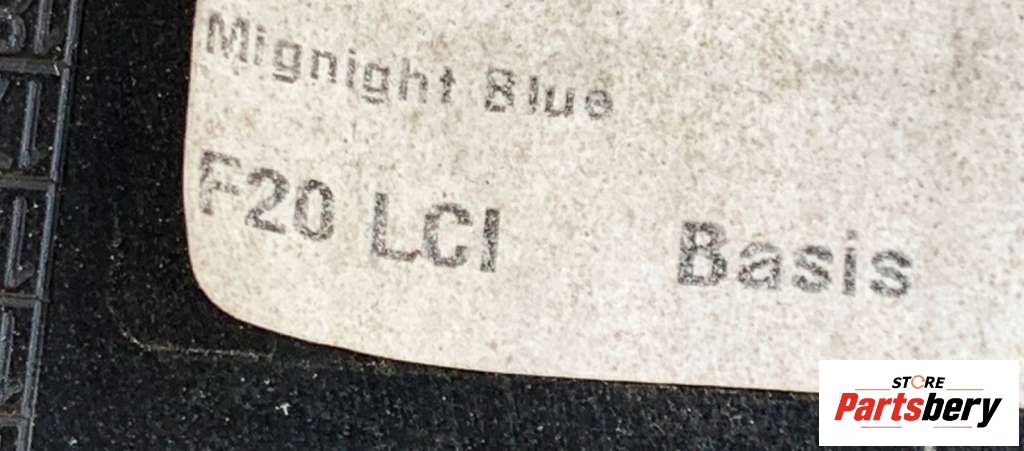 Mignight Blue
F20 LCI Basis
STORE
Partsbery